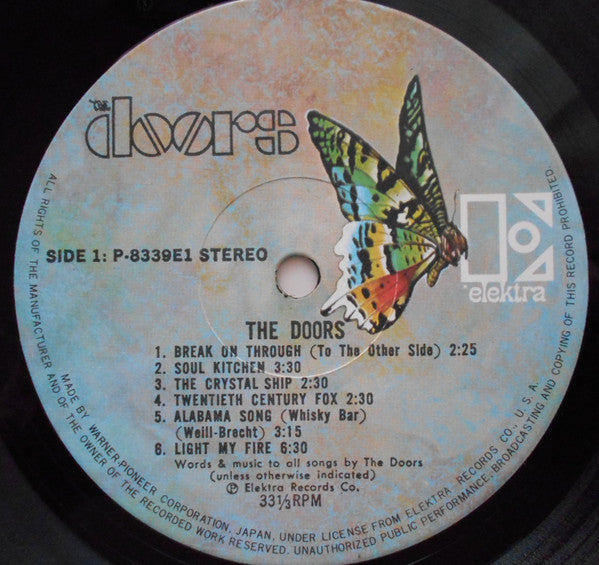 THE
doors
elektra
SIDE 1: P-8339E1 STEREO
THE DOORS
1. BREAK ON THROUGH (To The Other Side) 2:25
2. SOUL KITCHEN 3:30
3. THE CRYSTAL SHIP 2:30
4. TWENTIETH CENTURY FOX 2:30
5. ALABAMA SONG (Whisky Bar)
(Weill-Brecht) 3:15
6. LIGHT MY FIRE 6:30
Words & music to all songs by The Doors
(unless otherwise indicated)
Ⓟ Elektra Records Co.
33⅓RPM
MADE BY WARNER-PIONEER CORPORATION, JAPAN, UNDER LICENSE FROM ELEKTRA RECORDS CO., U.S.A.
ALL RIGHTS OF THE MANUFACTURER AND OF THE OWNER OF THE RECORDED WORK RESERVED. UNAUTHORIZED PUBLIC PERFORMANCE, BROADCASTING AND COPYING OF THIS RECORD PROHIBITED.